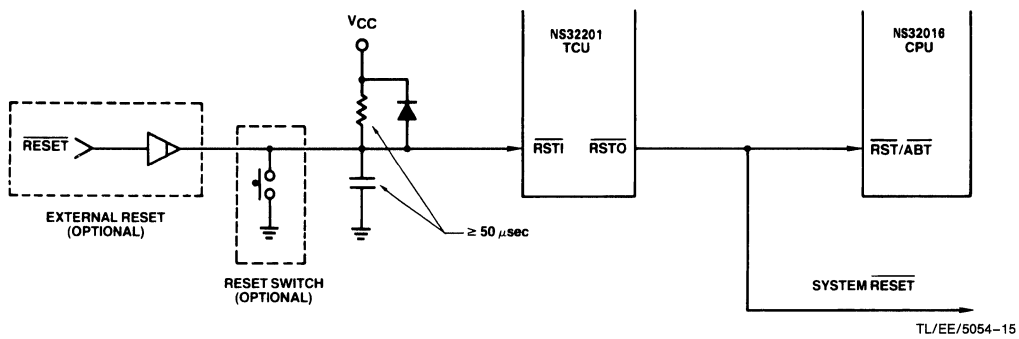 VCC
NS32201
TCU
NS32016
CPU
RESET
RSTI
RSTO
RST/ABT
EXTERNAL RESET
(OPTIONAL)
≥ 50 μsec
RESET SWITCH
(OPTIONAL)
SYSTEM RESET
TL/EE/5054–15